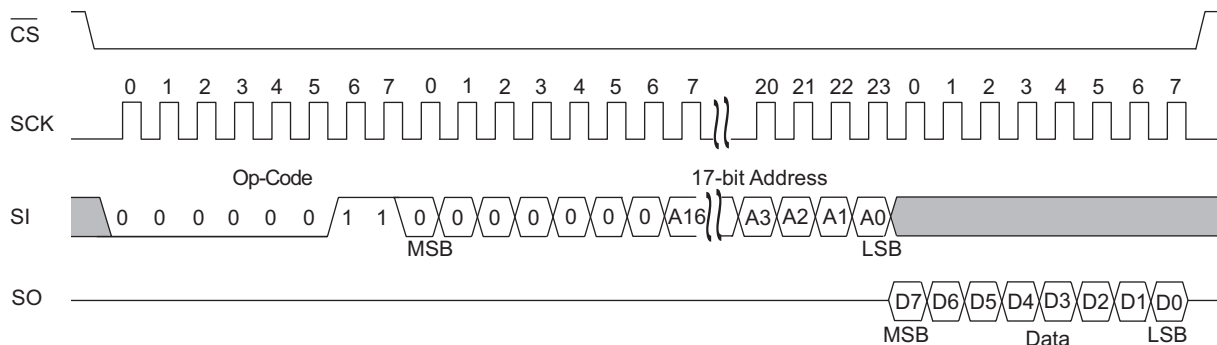 CS
0 1 2 3 4 5 6 7 0 1 2 3 4 5 6 7 20 21 22 23 0 1 2 3 4 5 6 7
SCK
Op-Code 17-bit Address
SI 0 0 0 0 0 0 1 1 0 0 0 0 0 0 0 A16 A3 A2 A1 A0
MSB LSB
SO D7 D6 D5 D4 D3 D2 D1 D0
MSB Data LSB